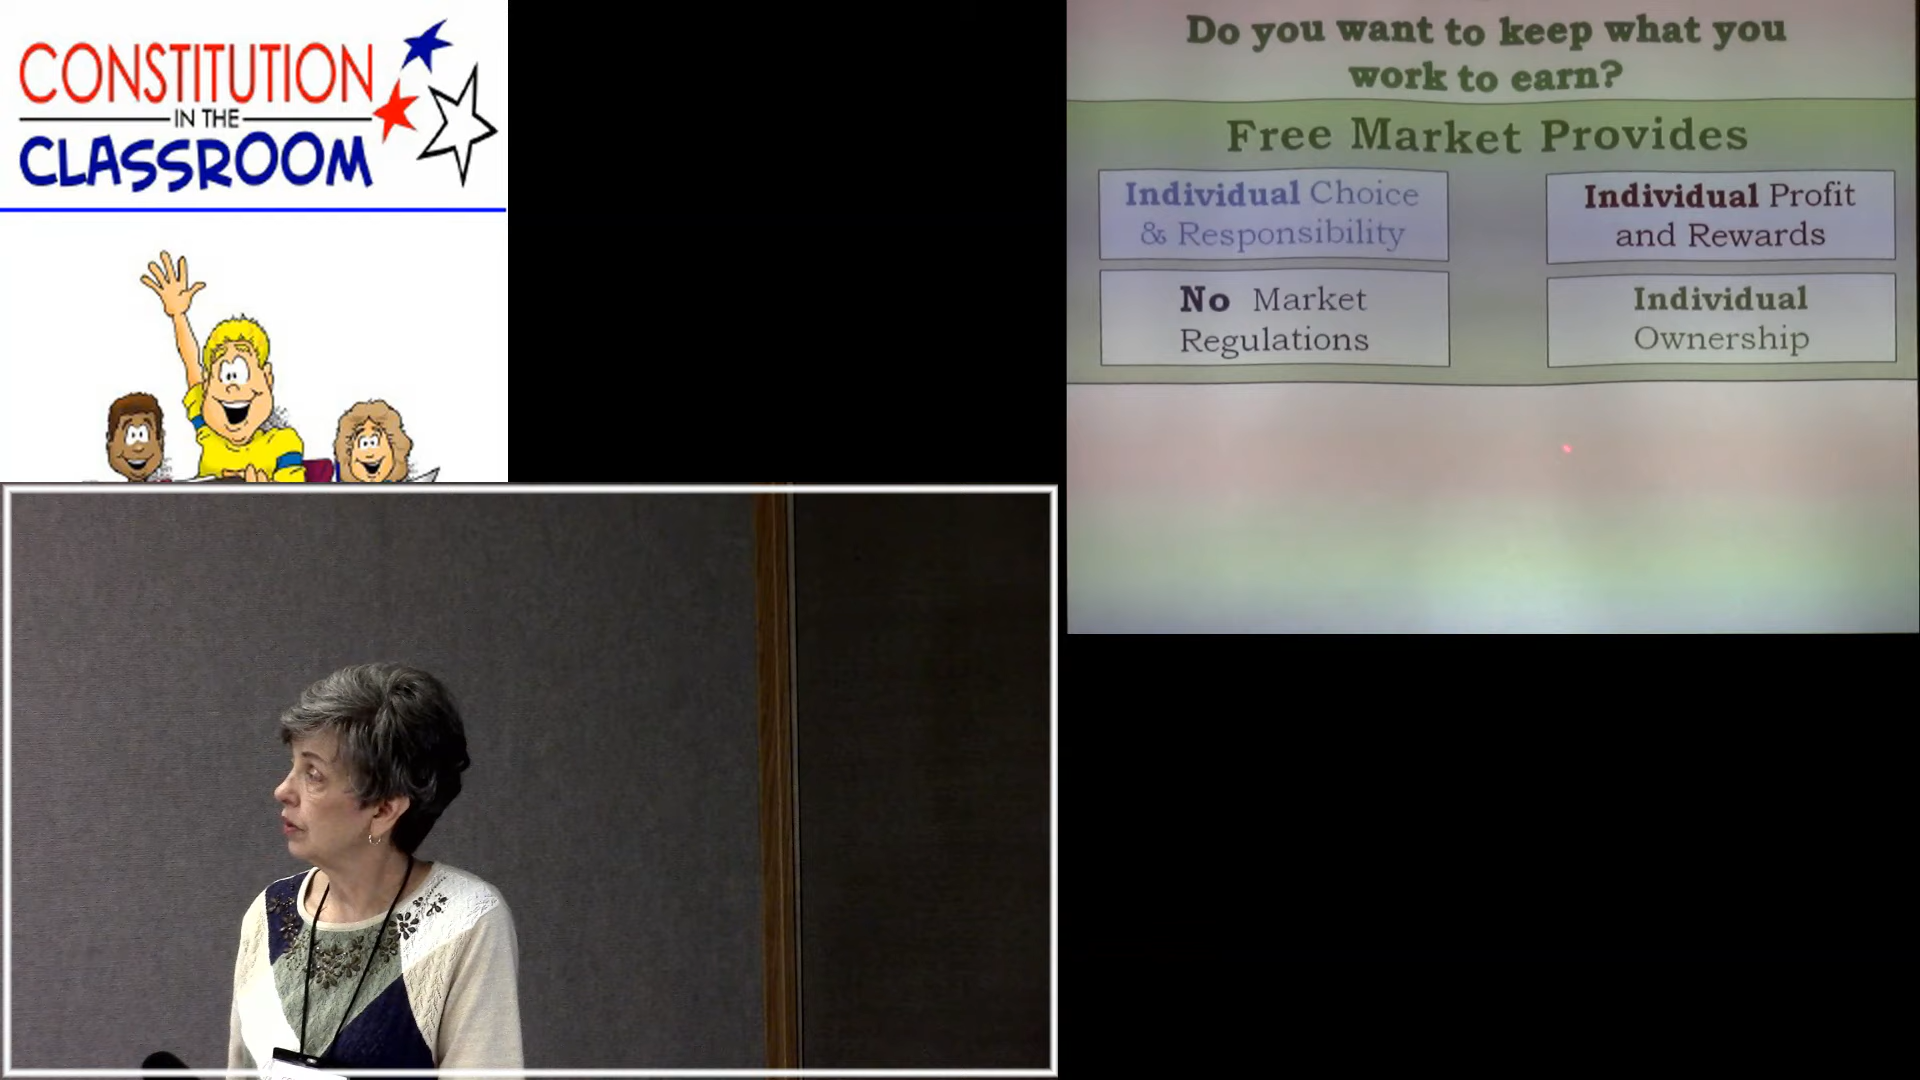 CONSTITUTION
IN THE
CLASSROOM
Do you want to keep what you
work to earn?
Free Market Provides
Individual Choice
& Responsibility
Individual Profit
and Rewards
No Market
Regulations
Individual
Ownership